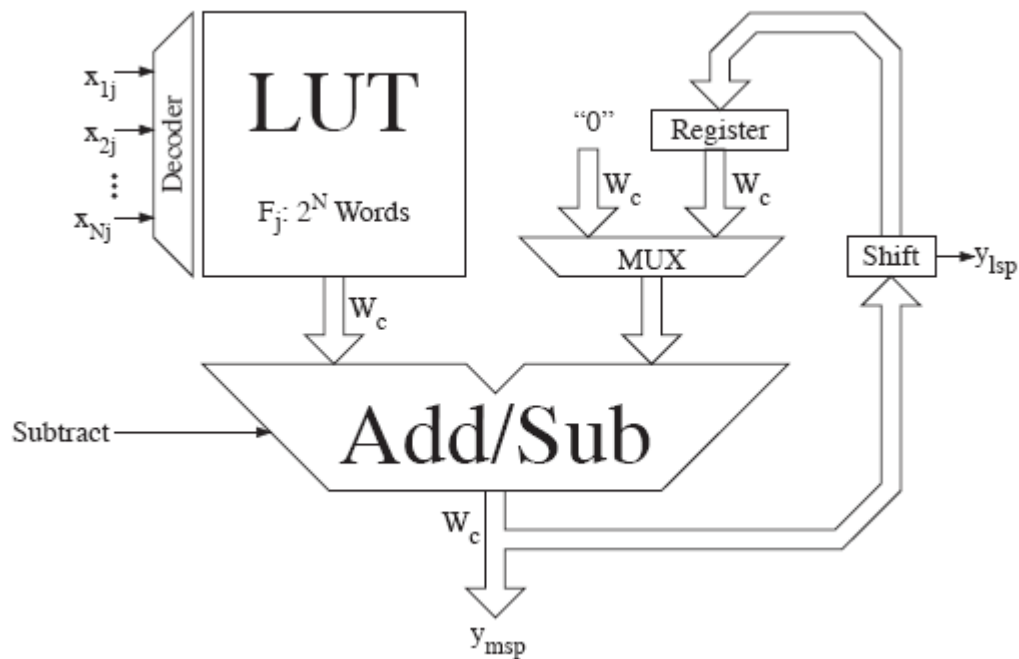 x1j
x2j
xNj
Decoder
LUT
Fj: 2^N Words
Wc
“0”
Wc
Register
Wc
MUX
Shift
ylsp
Subtract
Add/Sub
Wc
ymsp